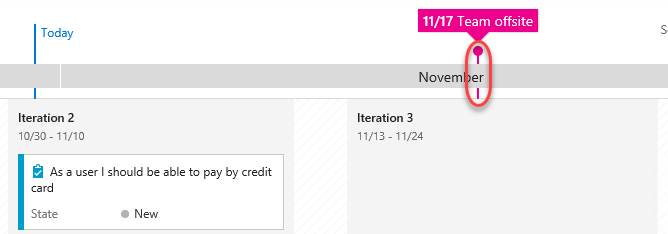 11/17 Team offsite
Today
November
Iteration 2
10/30 - 11/10
As a user I should be able to pay by credit
card
State New
Iteration 3
11/13 - 11/24